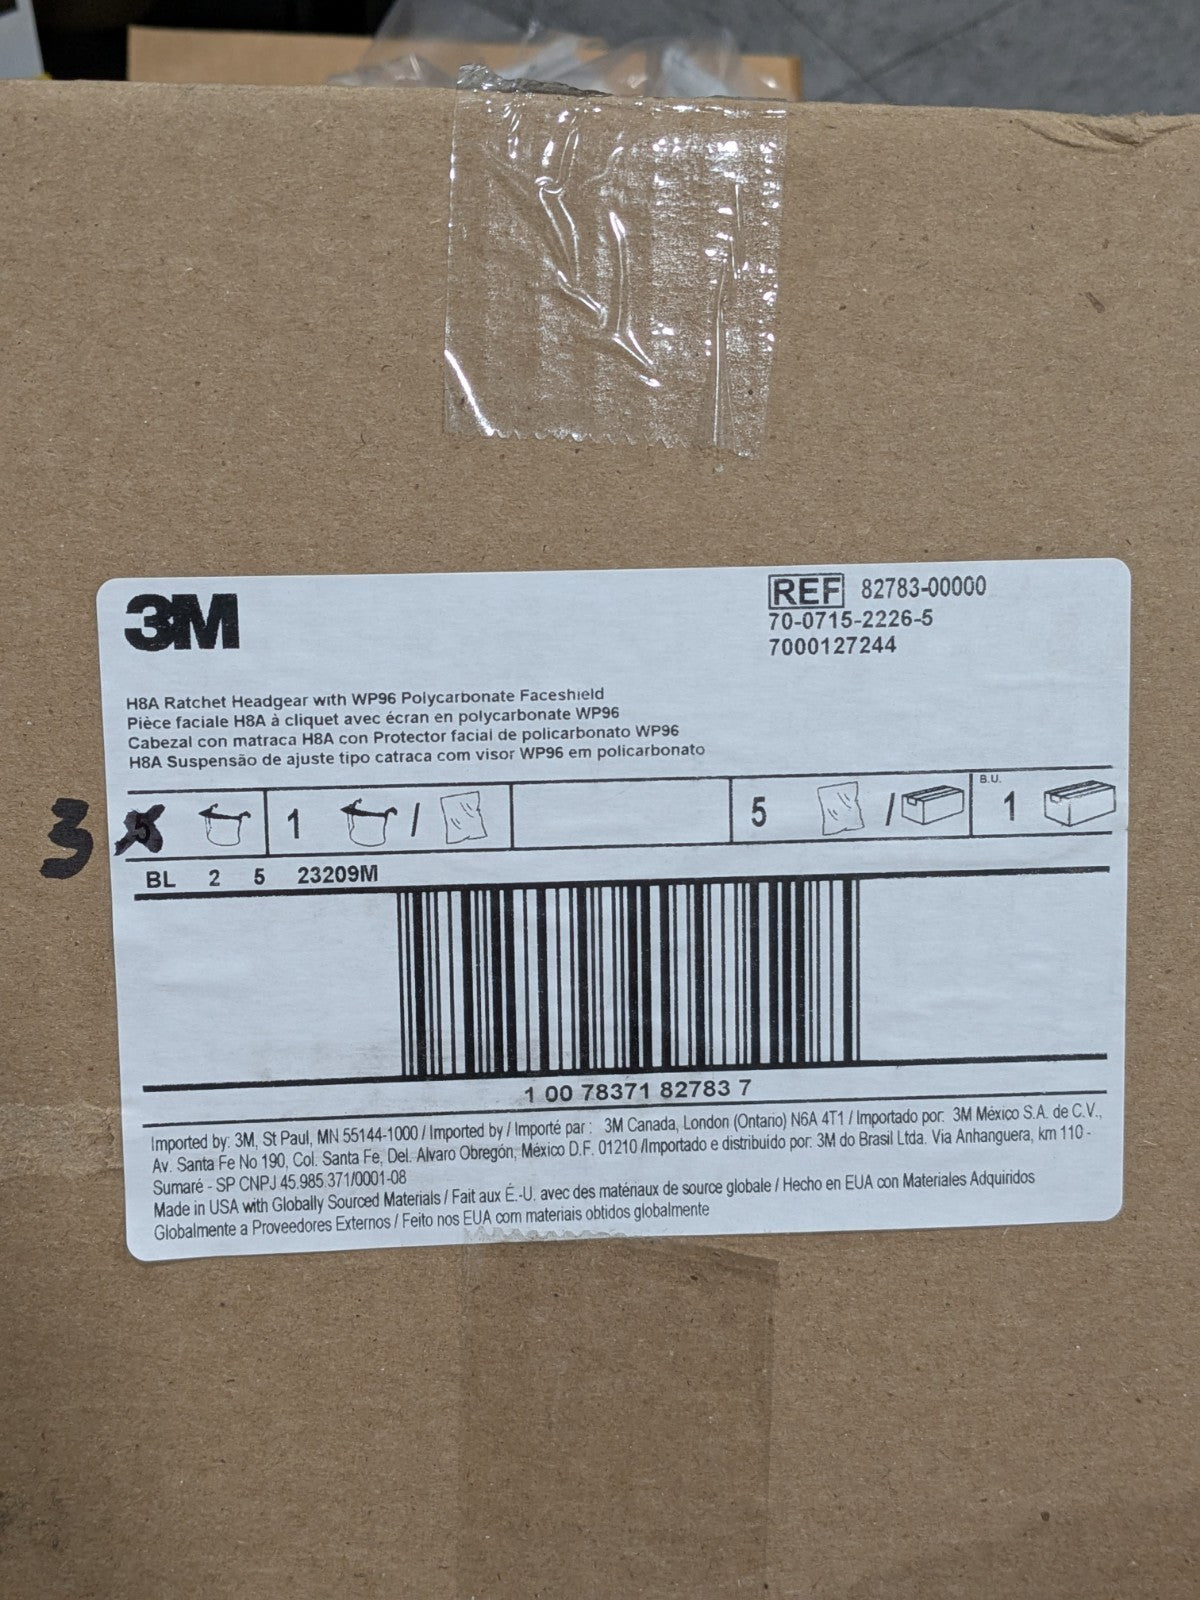 3M
REF 82783-00000
70-0715-2226-5
7000127244
H8A Ratchet Headgear with WP96 Polycarbonate Faceshield
Pièce faciale H8A à cliquet avec écran en polycarbonate WP96
Cabezal con matraca H8A con Protector facial de policarbonato WP96
H8A Suspensão de ajuste tipo catraca com visor WP96 em policarbonato
3 5 1 / 5 / B.U. 1
BL 2 5 23209M
1 00 78371 82783 7
Imported by: 3M, St Paul, MN 55144-1000 / Imported by / Importé par : 3M Canada, London (Ontario) N6A 4T1 / Importado por: 3M México S.A. de C.V.,
Av. Santa Fe No 190, Col. Santa Fe, Del. Alvaro Obregón, México D.F. 01210 /Importado e distribuido por: 3M do Brasil Ltda. Via Anhanguera, km 110 -
Sumaré - SP CNPJ 45.985.371/0001-08
Made in USA with Globally Sourced Materials / Fait aux É.-U. avec des matériaux de source globale / Hecho en EUA con Materiales Adquiridos
Globalmente a Proveedores Externos / Feito nos EUA com materiais obtidos globalmente